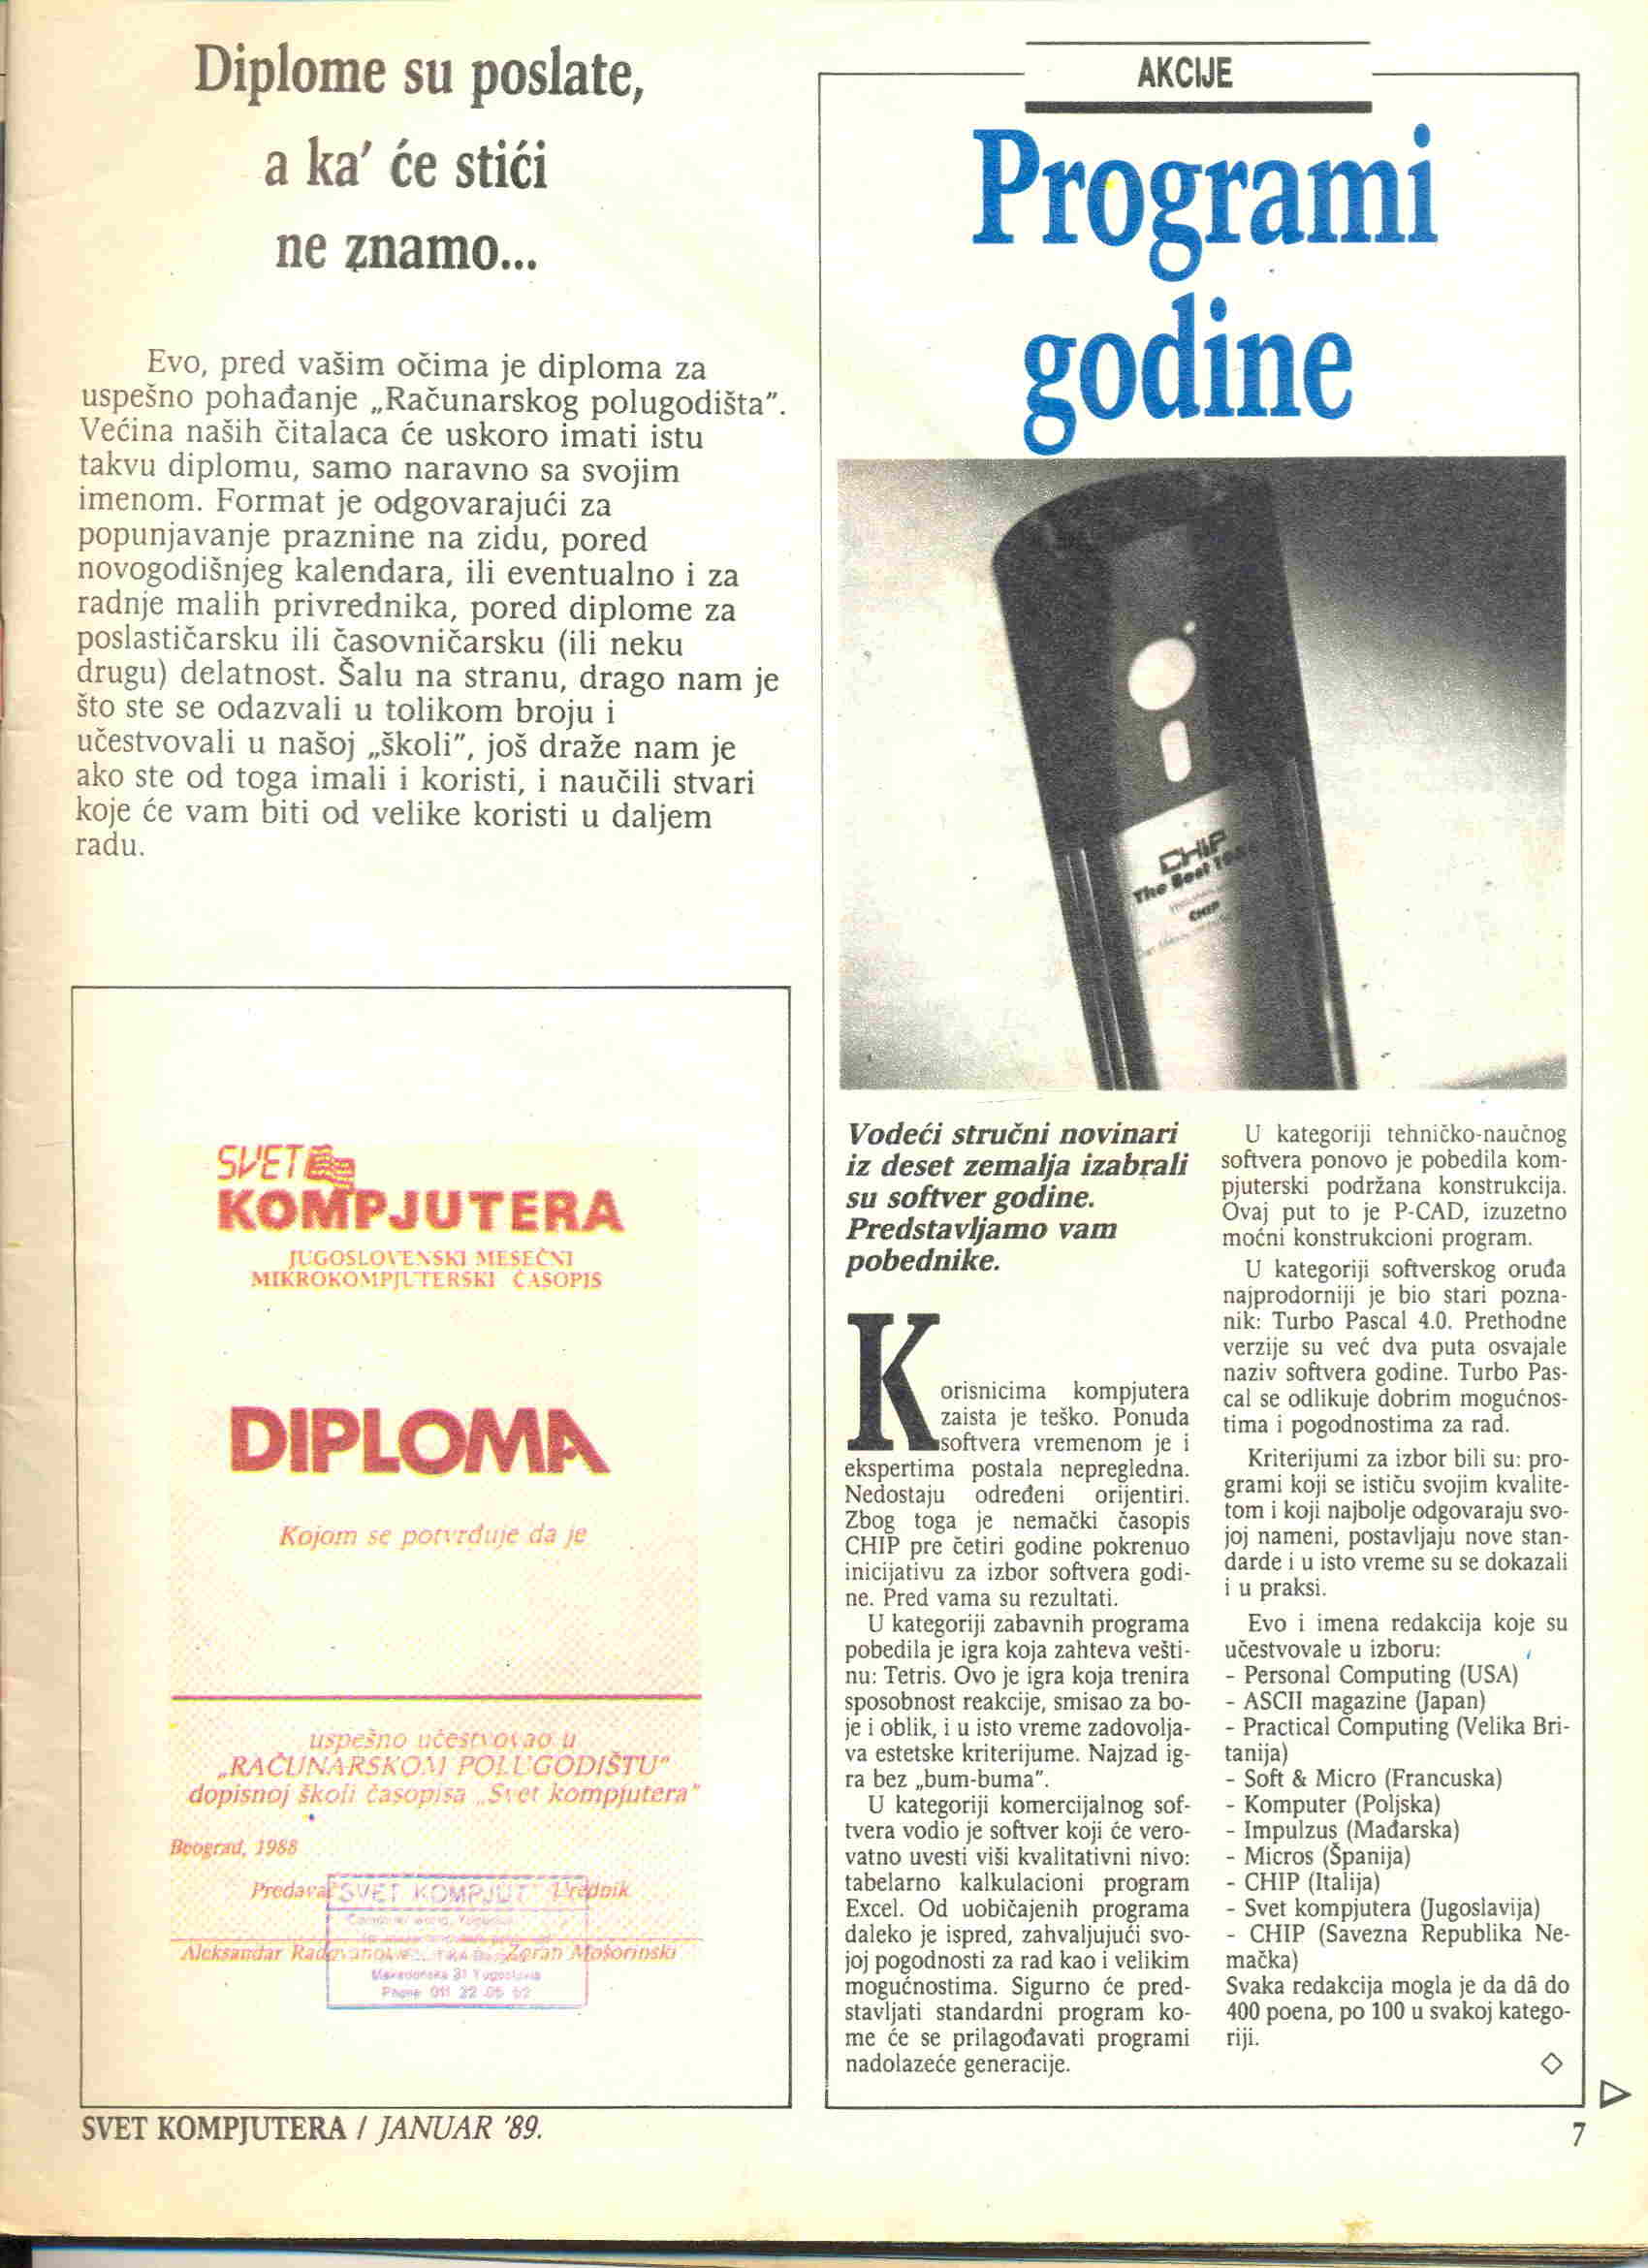 Diplome su poslate,
a ka' će stići
ne znamo...
Evo, pred vašim očima je diploma za
uspešno pohađanje „Računarskog polugodišta”.
Većina naših čitalaca će uskoro imati istu
takvu diplomu, samo naravno sa svojim
imenom. Format je odgovarajući za
popunjavanje praznine na zidu, pored
novogodišnjeg kalendara, ili eventualno i za
radnje malih privrednika, pored diplome za
poslastičarsku ili časovničarsku (ili neku
drugu) delatnost. Šalu na stranu, drago nam je
što ste se odazvali u tolikom broju i
učestvovali u našoj „školi”, još draže nam je
ako ste od toga imali i koristi, i naučili stvari
koje će vam biti od velike koristi u daljem
radu.
SVET
KOMPJUTERA
JUGOSLOVENSKI MESEČNI
MIKROKOMPJUTERSKI ČASOPIS
DIPLOMA
Kojom se potvrđuje da je
uspešno učestvovao u
„RAČUNARSKOM POLUGODIŠTU”
dopisnoj školi časopisa „Svet kompjutera”
Beograd, 1988
Predavač Urednik
SVET KOMPJUT
Aleksandar Radovanović Zoran Mošorinski
Makedonska 31 Yugoslavia
Phone 011
AKCIJE
Programi
godine
CHIP
The Best
CHIP
Vodeći stručni novinari
iz deset zemalja izabrali
su softver godine.
Predstavljamo vam
pobednike.
Korisnicima kompjutera
zaista je teško. Ponuda
softvera vremenom je i
ekspertima postala nepregledna.
Nedostaju određeni orijentiri.
Zbog toga je nemački časopis
CHIP pre četiri godine pokrenuo
inicijativu za izbor softvera godi-
ne. Pred vama su rezultati.
U kategoriji zabavnih programa
pobedila je igra koja zahteva vešti-
nu: Tetris. Ovo je igra koja trenira
sposobnost reakcije, smisao za bo-
je i oblik, i u isto vreme zadovolja-
va estetske kriterijume. Najzad ig-
ra bez „bum-buma”.
U kategoriji komercijalnog sof-
tvera vodio je softver koji će vero-
vatno uvesti viši kvalitativni nivo:
tabelarno kalkulacioni program
Excel. Od uobičajenih programa
daleko je ispred, zahvaljujući svo-
joj pogodnosti za rad kao i velikim
mogućnostima. Sigurno će pred-
stavljati standardni program ko-
me će se prilagođavati programi
nadolazeće generacije.
U kategoriji tehničko-naučnog
softvera ponovo je pobedila kom-
pjuterski podržana konstrukcija.
Ovaj put to je P-CAD, izuzetno
moćni konstrukcioni program.
U kategoriji softverskog oruđa
najprodorniji je bio stari pozna-
nik: Turbo Pascal 4.0. Prethodne
verzije su već dva puta osvajale
naziv softvera godine. Turbo Pas-
cal se odlikuje dobrim mogućnos-
tima i pogodnostima za rad.
Kriterijumi za izbor bili su: pro-
grami koji se ističu svojim kvalite-
tom i koji najbolje odgovaraju svo-
joj nameni, postavljaju nove stan-
darde i u isto vreme su se dokazali
i u praksi.
Evo i imena redakcija koje su
učestvovale u izboru:
- Personal Computing (USA)
- ASCII magazine (Japan)
- Practical Computing (Velika Bri-
tanija)
- Soft & Micro (Francuska)
- Komputer (Poljska)
- Impulzus (Mađarska)
- Micros (Španija)
- CHIP (Italija)
- Svet kompjutera (Jugoslavija)
- CHIP (Savezna Republika Ne-
mačka)
Svaka redakcija mogla je da dâ do
400 poena, po 100 u svakoj katego-
riji.
SVET KOMPJUTERA / JANUAR '89.
7